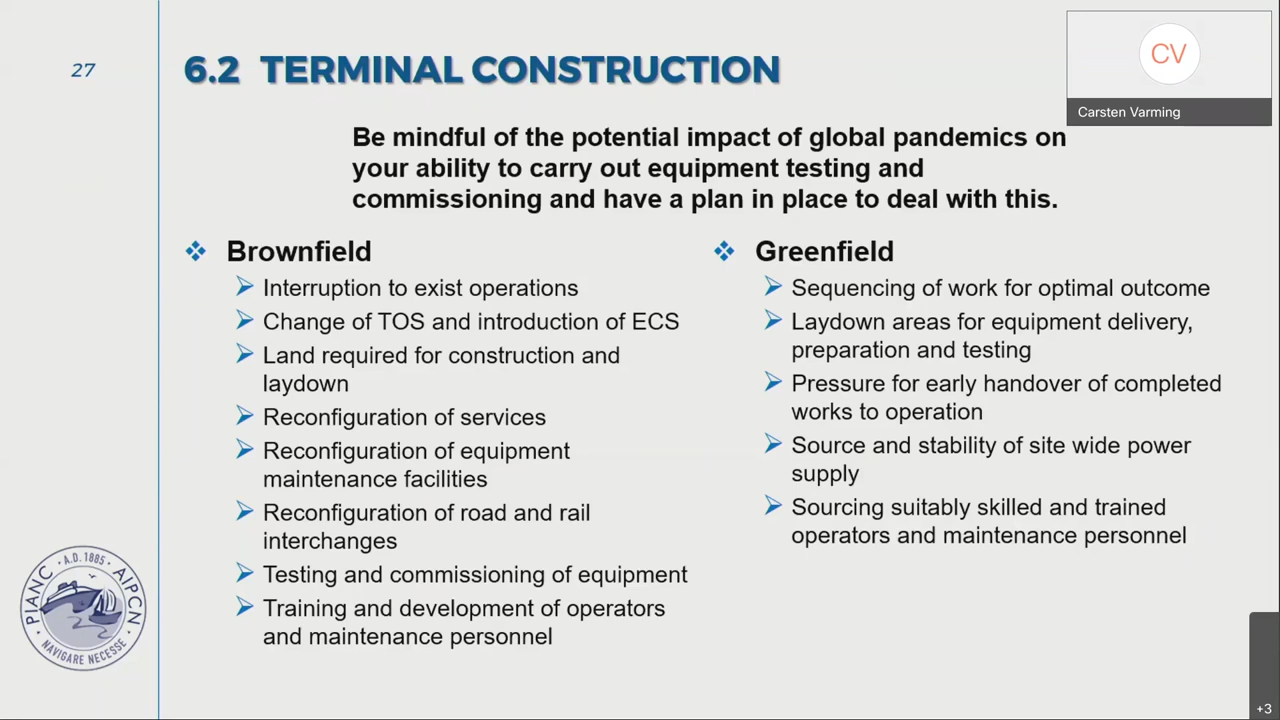 27
6.2 TERMINAL CONSTRUCTION
CV
Carsten Varming
Be mindful of the potential impact of global pandemics on
your ability to carry out equipment testing and
commissioning and have a plan in place to deal with this.
Brownfield
Interruption to exist operations
Change of TOS and introduction of ECS
Land required for construction and
laydown
Reconfiguration of services
Reconfiguration of equipment
maintenance facilities
Reconfiguration of road and rail
interchanges
Testing and commissioning of equipment
Training and development of operators
and maintenance personnel
Greenfield
Sequencing of work for optimal outcome
Laydown areas for equipment delivery,
preparation and testing
Pressure for early handover of completed
works to operation
Source and stability of site wide power
supply
Sourcing suitably skilled and trained
operators and maintenance personnel
PIANC · A.D. 1885 · AIPCN
· NAVIGARE NECESSE ·
+3